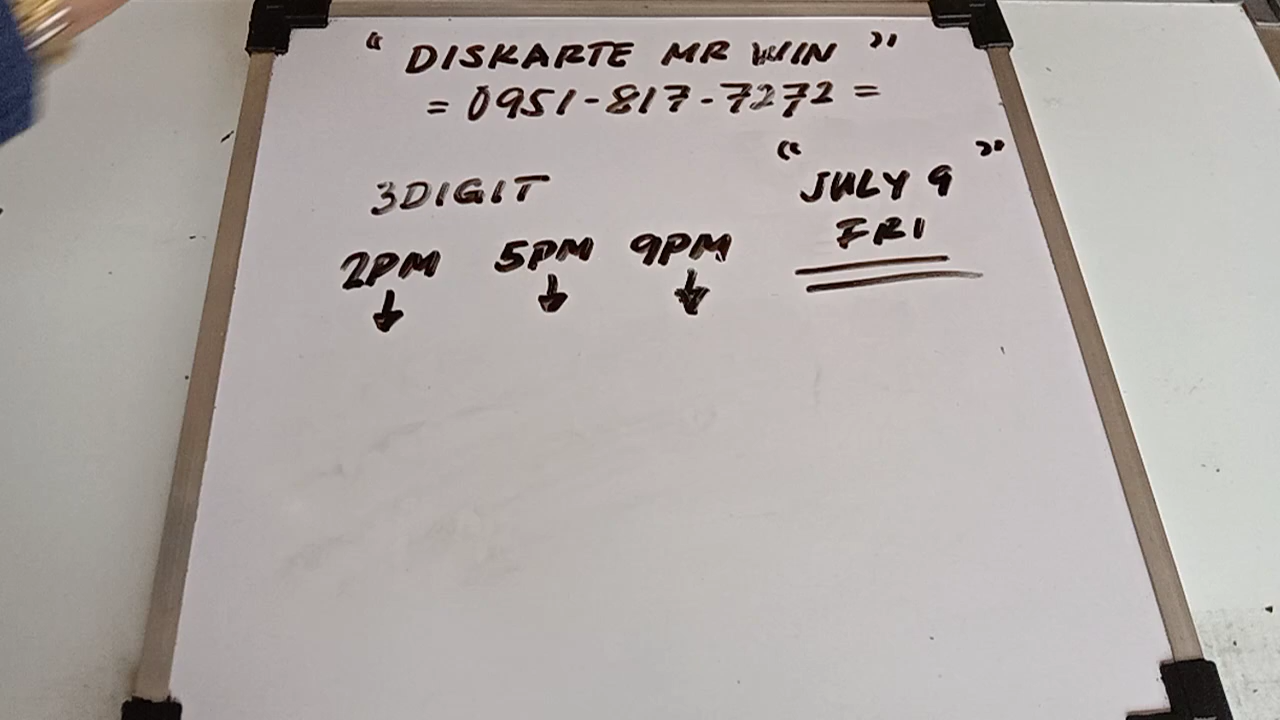 “ DISKARTE MR WIN ”
= 0951-817-7272 =
3DIGIT
“ JULY 9 ”
FRI
2PM 5PM 9PM